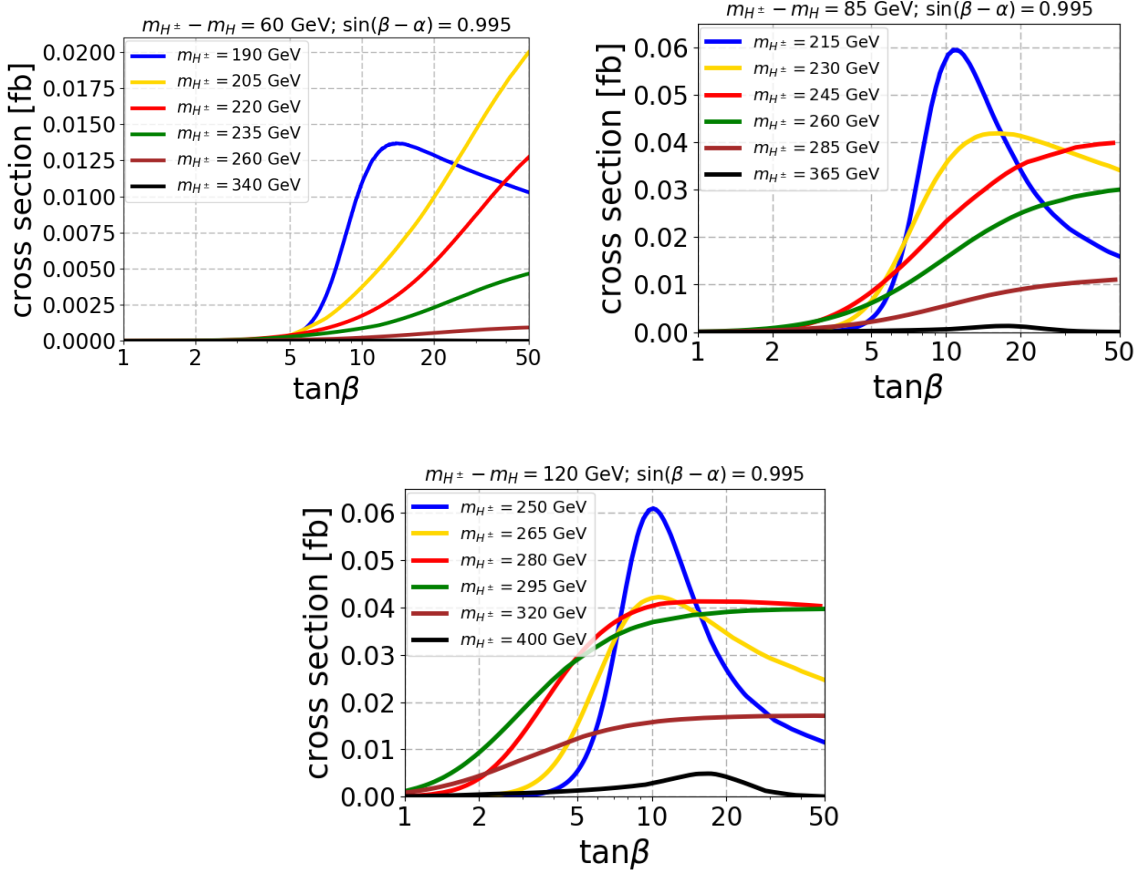 m_{H^±} − m_H = 60 GeV; sin(β − α) = 0.995
cross section [fb]
0.0200
0.0175
0.0150
0.0125
0.0100
0.0075
0.0050
0.0025
0.0000
m_{H^±} = 190 GeV
m_{H^±} = 205 GeV
m_{H^±} = 220 GeV
m_{H^±} = 235 GeV
m_{H^±} = 260 GeV
m_{H^±} = 340 GeV
1 2 5 10 20 50
tanβ
m_{H^±} − m_H = 85 GeV; sin(β − α) = 0.995
cross section [fb]
0.06
0.05
0.04
0.03
0.02
0.01
0.00
m_{H^±} = 215 GeV
m_{H^±} = 230 GeV
m_{H^±} = 245 GeV
m_{H^±} = 260 GeV
m_{H^±} = 285 GeV
m_{H^±} = 365 GeV
1 2 5 10 20 50
tanβ
m_{H^±} − m_H = 120 GeV; sin(β − α) = 0.995
cross section [fb]
0.06
0.05
0.04
0.03
0.02
0.01
0.00
m_{H^±} = 250 GeV
m_{H^±} = 265 GeV
m_{H^±} = 280 GeV
m_{H^±} = 295 GeV
m_{H^±} = 320 GeV
m_{H^±} = 400 GeV
1 2 5 10 20 50
tanβ